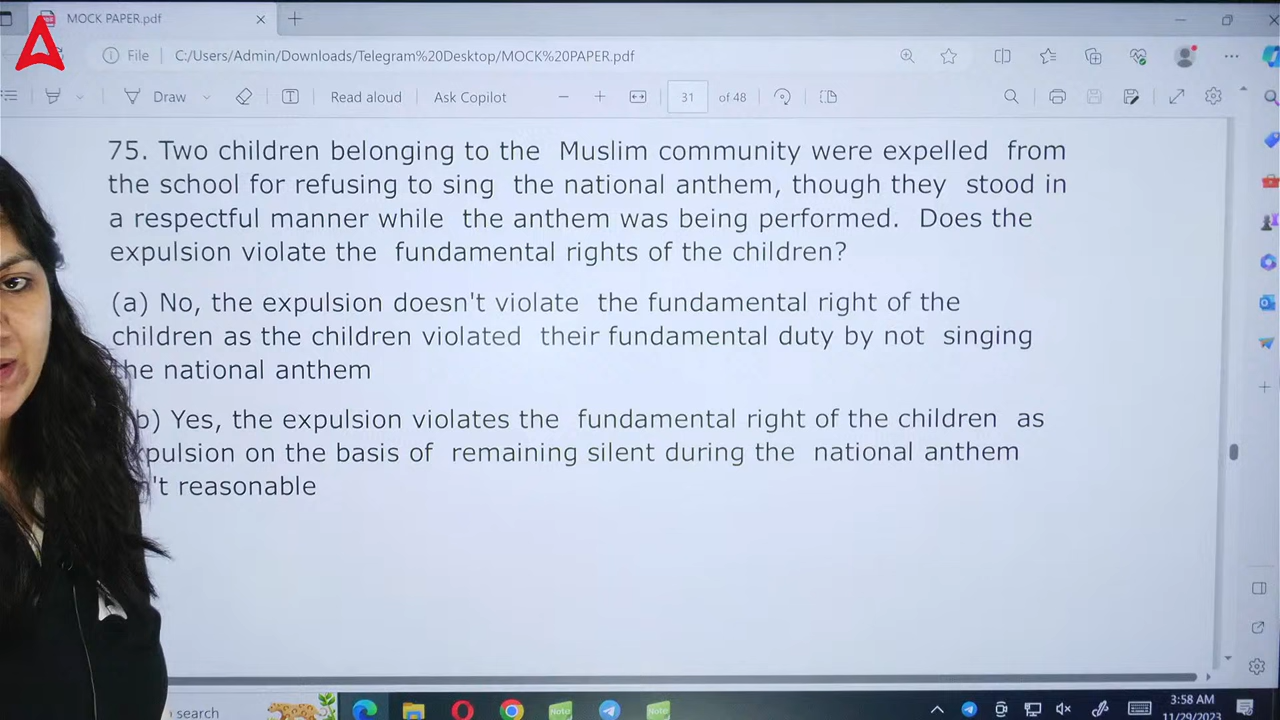 MOCK PAPER.pdf
File C:/Users/Admin/Downloads/Telegram%20Desktop/MOCK%20PAPER.pdf
Draw Read aloud Ask Copilot 31 of 48
75. Two children belonging to the Muslim community were expelled from
the school for refusing to sing the national anthem, though they stood in
a respectful manner while the anthem was being performed. Does the
expulsion violate the fundamental rights of the children?
(a) No, the expulsion doesn't violate the fundamental right of the
children as the children violated their fundamental duty by not singing
the national anthem
b) Yes, the expulsion violates the fundamental right of the children as
expulsion on the basis of remaining silent during the national anthem
reasonable
search
3:58 AM
11/29/2023